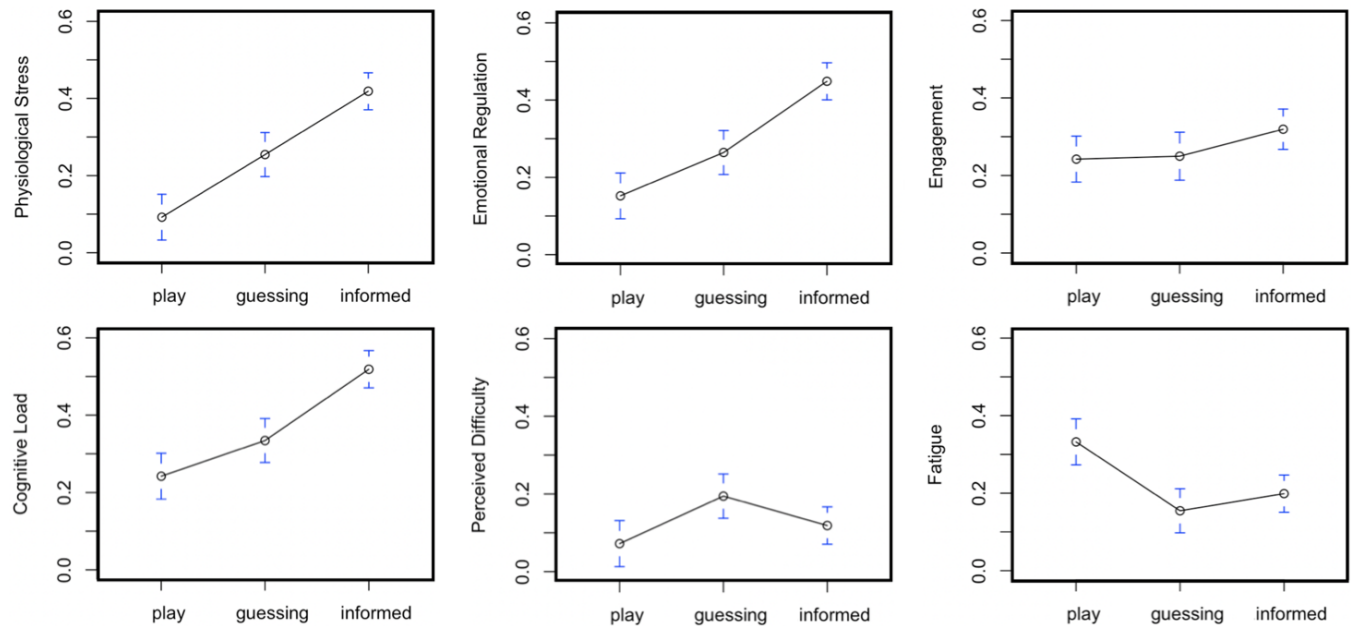 Physiological Stress
0.0 0.2 0.4 0.6
play guessing informed
Emotional Regulation
0.0 0.2 0.4 0.6
play guessing informed
Engagement
0.0 0.2 0.4 0.6
play guessing informed
Cognitive Load
0.0 0.2 0.4 0.6
play guessing informed
Perceived Difficulty
0.0 0.2 0.4 0.6
play guessing informed
Fatigue
0.0 0.2 0.4 0.6
play guessing informed